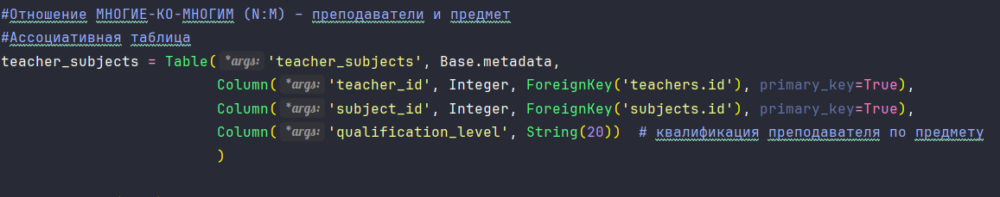 #Отношение МНОГИЕ-КО-МНОГИМ (N:M) – преподаватели и предмет
#Ассоциативная таблица
teacher_subjects = Table( *args: 'teacher_subjects', Base.metadata,
Column( *args: 'teacher_id', Integer, ForeignKey('teachers.id'), primary_key=True),
Column( *args: 'subject_id', Integer, ForeignKey('subjects.id'), primary_key=True),
Column( *args: 'qualification_level', String(20)) # квалификация преподавателя по предмету
)